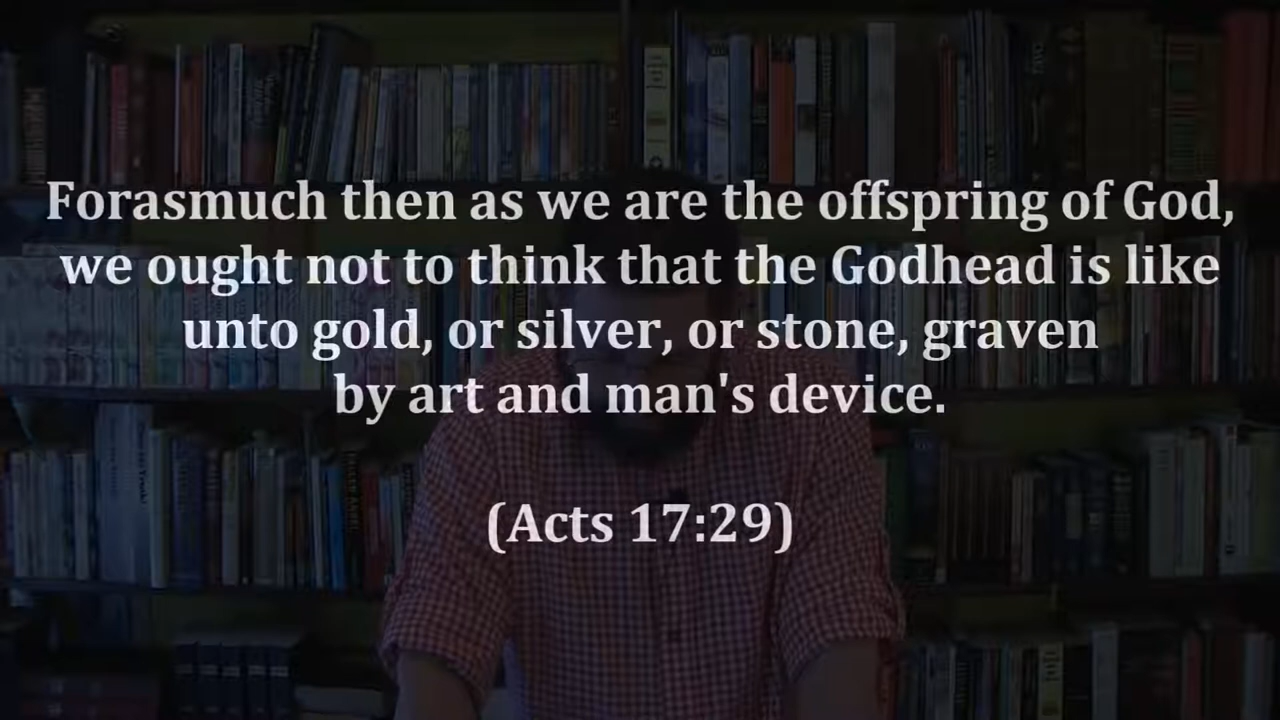 Forasmuch then as we are the offspring of God,
we ought not to think that the Godhead is like
unto gold, or silver, or stone, graven
by art and man's device.
(Acts 17:29)